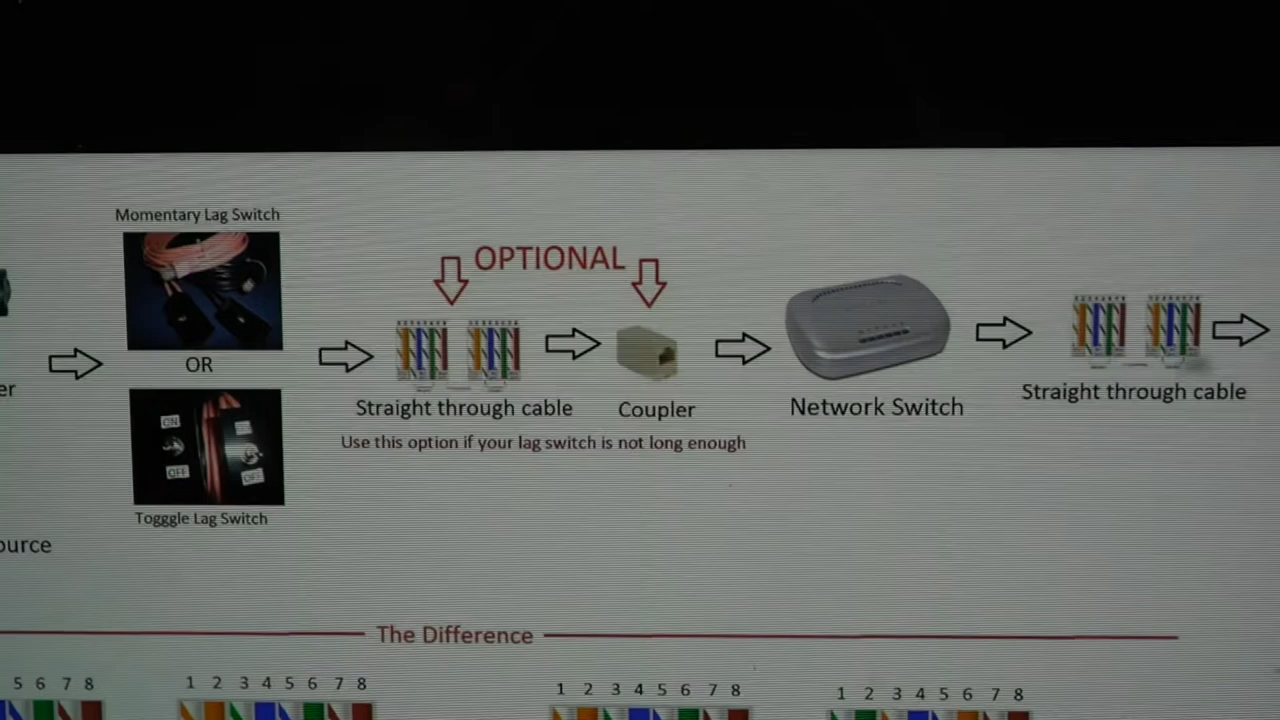 Momentary Lag Switch
OPTIONAL
OR
er
Straight through cable
Coupler
Network Switch
Straight through cable
Use this option if your lag switch is not long enough
ON
OFF
OFF
Togggle Lag Switch
ource
The Difference
5 6 7 8
1 2 3 4 5 6 7 8
1 2 3 4 5 6 7 8
1 2 3 4 5 6 7 8